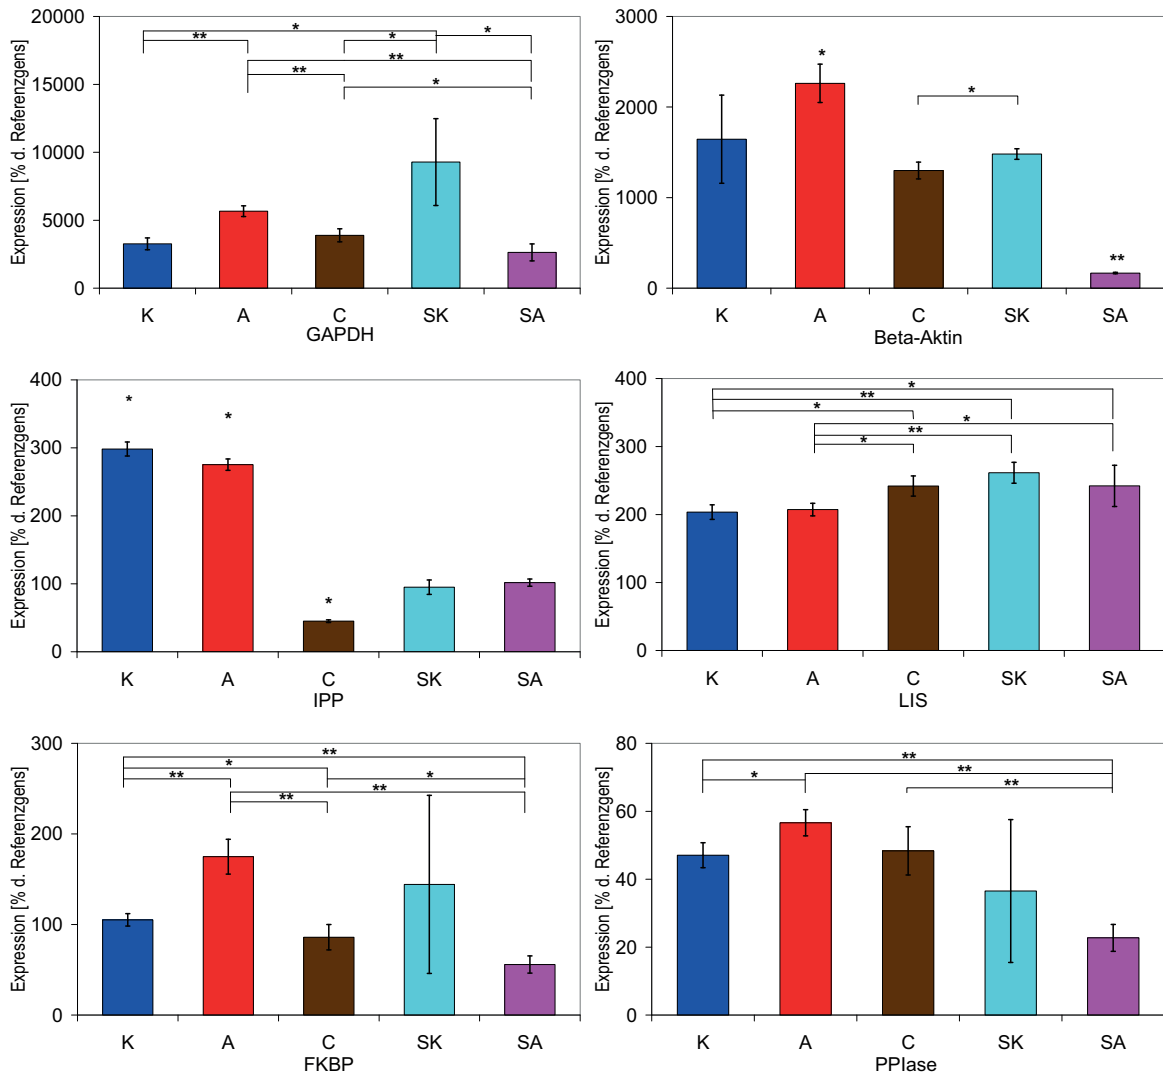 Expression [% d. Referenzgens]
20000
15000
10000
5000
0
* ** * *
** **
*
K A C SK SA
GAPDH
Expression [% d. Referenzgens]
3000
2000
1000
0
*
*
**
K A C SK SA
Beta-Aktin
Expression [% d. Referenzgens]
400
300
200
100
0
* *
*
K A C SK SA
IPP
Expression [% d. Referenzgens]
400
300
200
100
0
*
**
*
*
**
*
K A C SK SA
LIS
Expression [% d. Referenzgens]
300
200
100
0
**
*
** *
** **
K A C SK SA
FKBP
Expression [% d. Referenzgens]
80
60
40
20
0
**
* **
**
K A C SK SA
PPIase